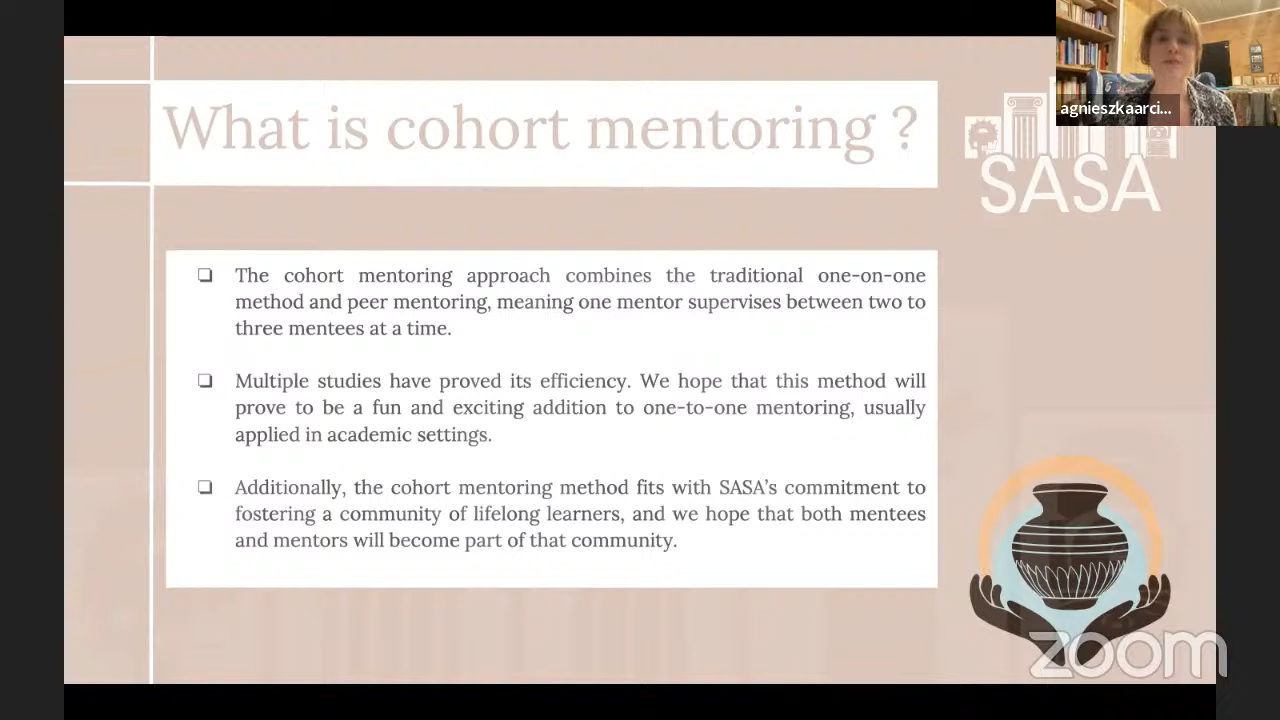 What is cohort mentoring ?
agnieszkaarci...
SASA
❏ The cohort mentoring approach combines the traditional one-on-one
method and peer mentoring, meaning one mentor supervises between two to
three mentees at a time.
❏ Multiple studies have proved its efficiency. We hope that this method will
prove to be a fun and exciting addition to one-to-one mentoring, usually
applied in academic settings.
❏ Additionally, the cohort mentoring method fits with SASA's commitment to
fostering a community of lifelong learners, and we hope that both mentees
and mentors will become part of that community.
zoom